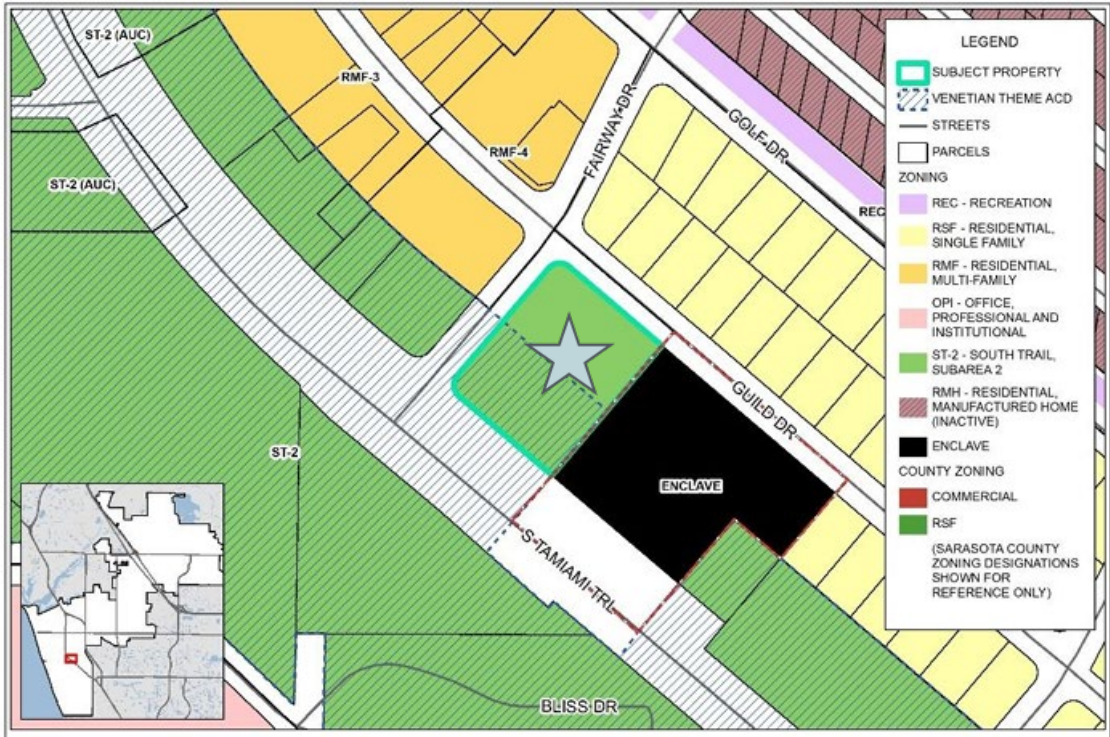 ST-2 (AUC)
RMF-3
RMF-4
FAIRWAY DR
GOLF DR
REC
ST-2 (AUC)
GUILD DR
ST-2
ENCLAVE
S TAMIAMI TRL
BLISS DR
LEGEND
SUBJECT PROPERTY
VENETIAN THEME ACD
STREETS
PARCELS
ZONING
REC - RECREATION
RSF - RESIDENTIAL,
SINGLE FAMILY
RMF - RESIDENTIAL,
MULTI-FAMILY
OPI - OFFICE,
PROFESSIONAL AND
INSTITUTIONAL
ST-2 - SOUTH TRAIL,
SUBAREA 2
RMH - RESIDENTIAL,
MANUFACTURED HOME
(INACTIVE)
ENCLAVE
COUNTY ZONING
COMMERCIAL
RSF
(SARASOTA COUNTY
ZONING DESIGNATIONS
SHOWN FOR
REFERENCE ONLY)